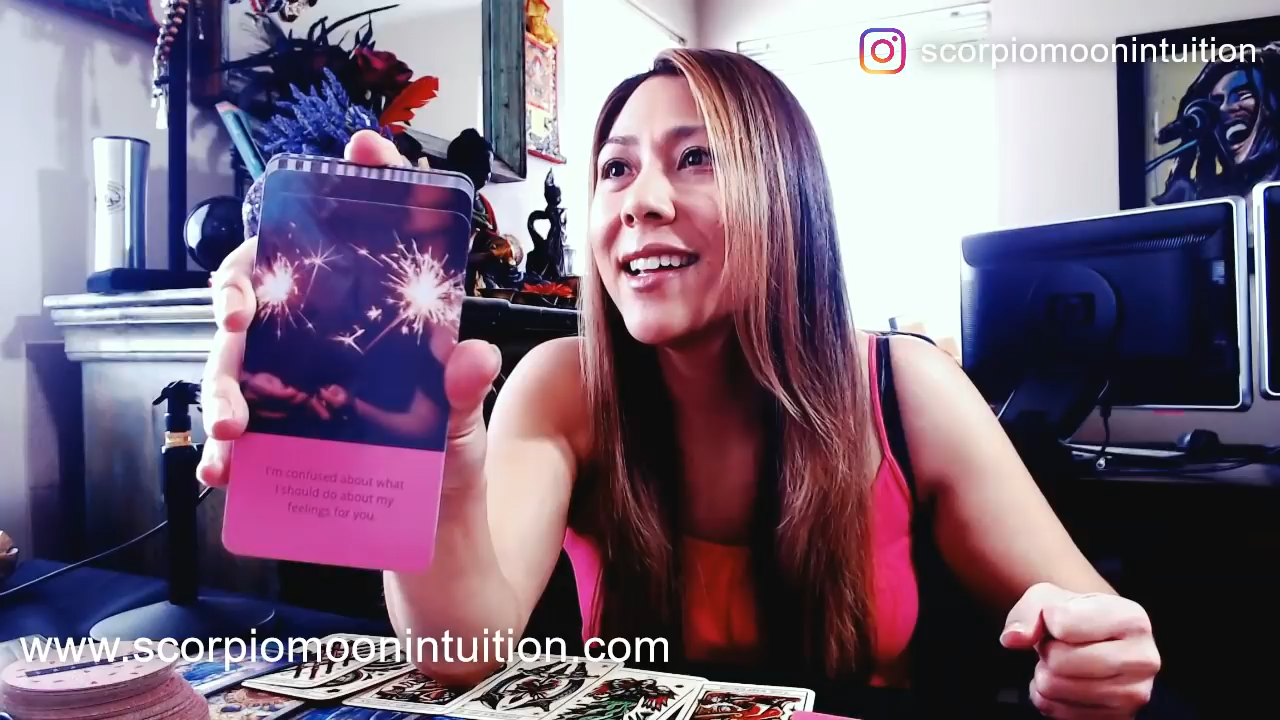 scorpiomoonintuition
I'm confused about what
I should do about my
feelings for you.
www.scorpiomoonintuition.com